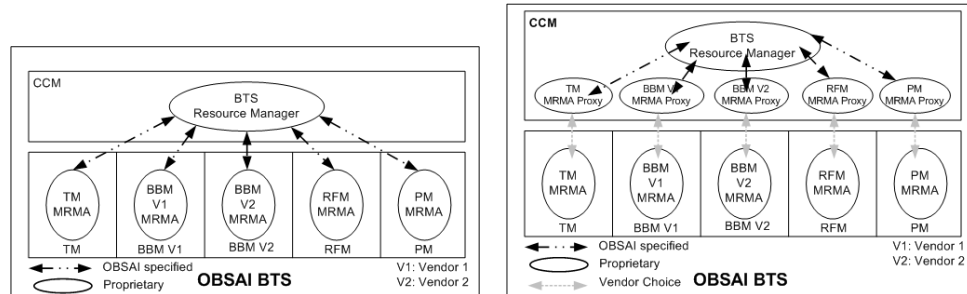 CCM
BTS
Resource Manager
TM
MRMA
BBM
V1
MRMA
BBM
V2
MRMA
RFM
MRMA
PM
MRMA
TM
BBM V1
BBM V2
RFM
PM
OBSAI specified
Proprietary
OBSAI BTS
V1: Vendor 1
V2: Vendor 2
CCM
BTS
Resource Manager
TM
MRMA Proxy
BBM V1
MRMA Proxy
BBM V2
MRMA Proxy
RFM
MRMA Proxy
PM
MRMA Proxy
TM
MRMA
BBM
V1
MRMA
BBM
V2
MRMA
RFM
MRMA
PM
MRMA
TM
BBM V1
BBM V2
RFM
PM
OBSAI specified
Proprietary
Vendor Choice
OBSAI BTS
V1: Vendor 1
V2: Vendor 2